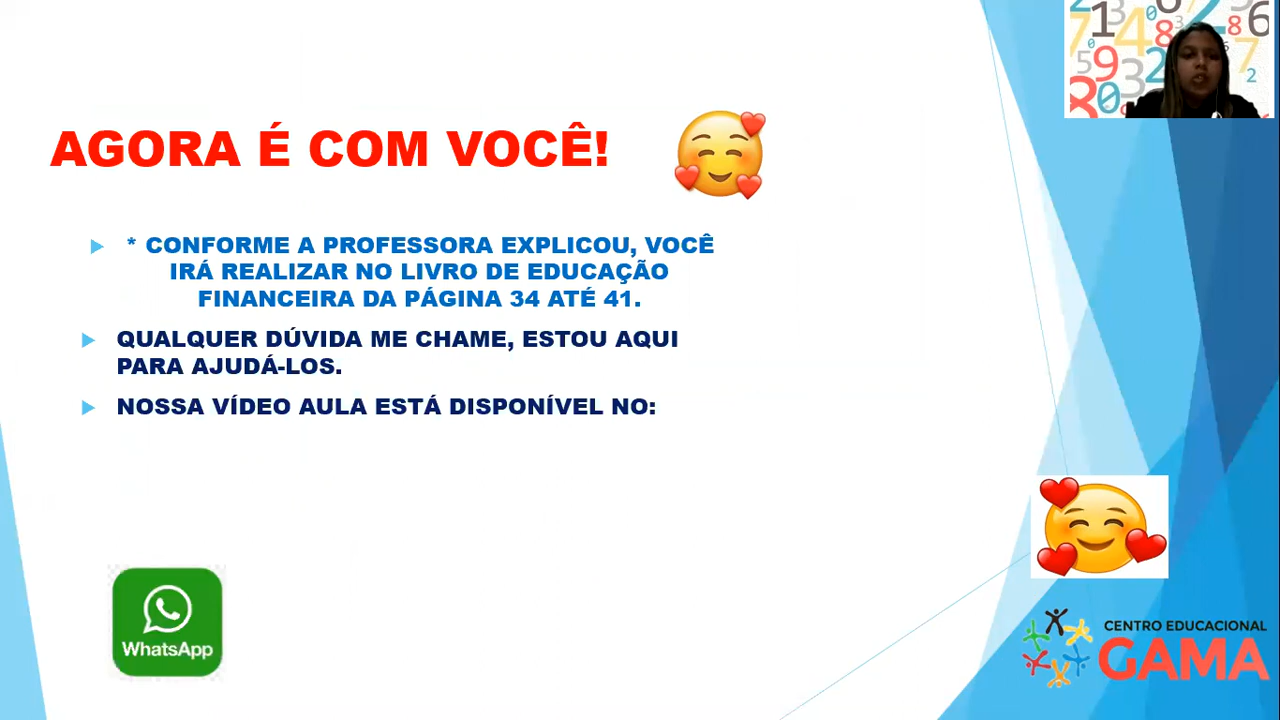 AGORA É COM VOCÊ!
* CONFORME A PROFESSORA EXPLICOU, VOCÊ
IRÁ REALIZAR NO LIVRO DE EDUCAÇÃO
FINANCEIRA DA PÁGINA 34 ATÉ 41.
QUALQUER DÚVIDA ME CHAME, ESTOU AQUI
PARA AJUDÁ-LOS.
NOSSA VÍDEO AULA ESTÁ DISPONÍVEL NO:
WhatsApp
CENTRO EDUCACIONAL
GAMA